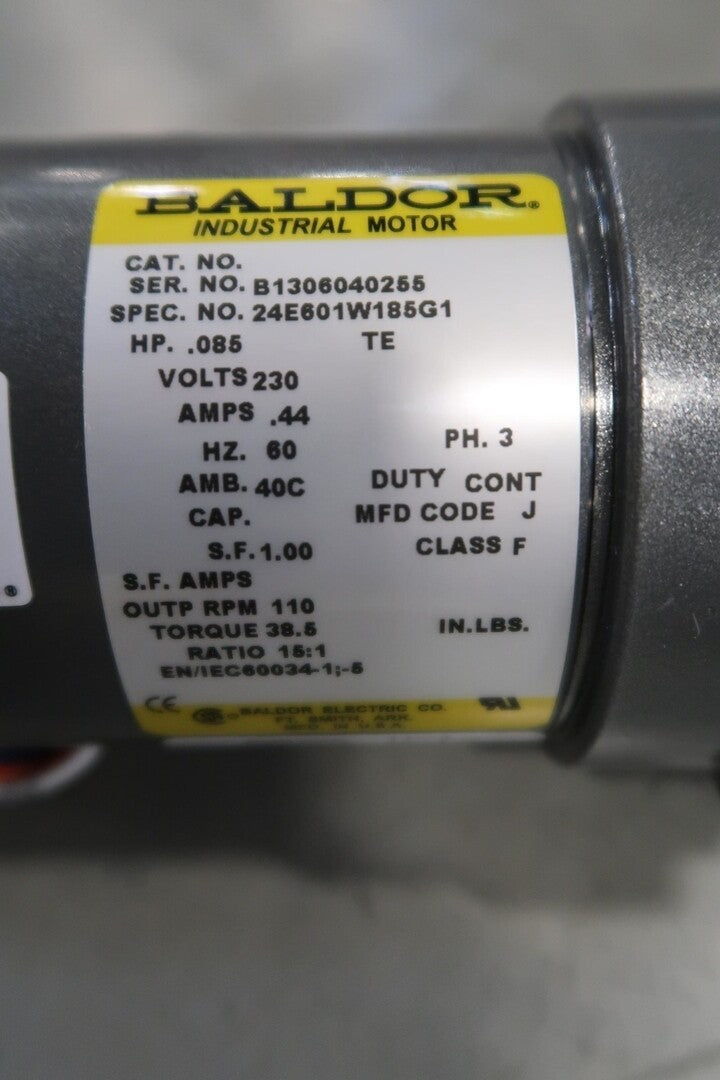 BALDOR®
INDUSTRIAL MOTOR
CAT. NO.
SER. NO. B1306040255
SPEC. NO. 24E601W185G1
HP. .085 TE
VOLTS 230
AMPS .44
HZ. 60 PH. 3
AMB. 40C DUTY CONT
CAP. MFD CODE J
S.F. 1.00 CLASS F
S.F. AMPS
OUTP RPM 110
TORQUE 38.5 IN.LBS.
RATIO 15:1
EN/IEC60034-1;-5
CE
BALDOR ELECTRIC CO.
FT. SMITH, ARK.
MFD. IN U.S.A.
®